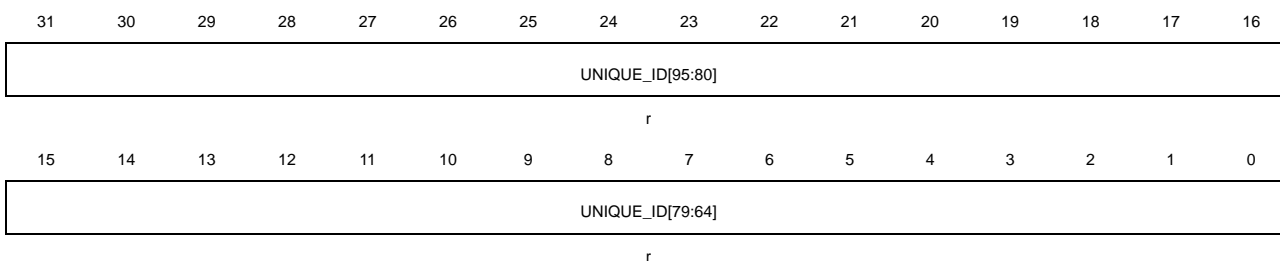 31 30 29 28 27 26 25 24 23 22 21 20 19 18 17 16
UNIQUE_ID[95:80]
r
15 14 13 12 11 10 9 8 7 6 5 4 3 2 1 0
UNIQUE_ID[79:64]
r